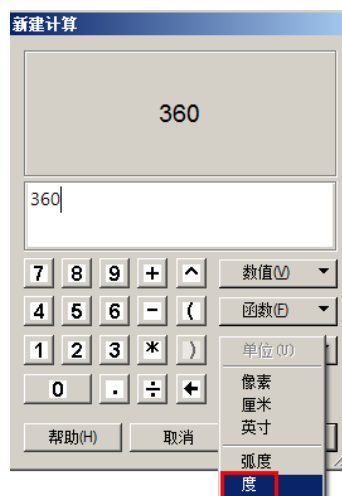 新建计算
360
360
7 8 9 + ^ 数值(V)
4 5 6 - ( 函数(F)
1 2 3 * ) 单位(U)
0 . ÷ ←
像素
厘米
英寸
帮助(H) 取消
弧度
度